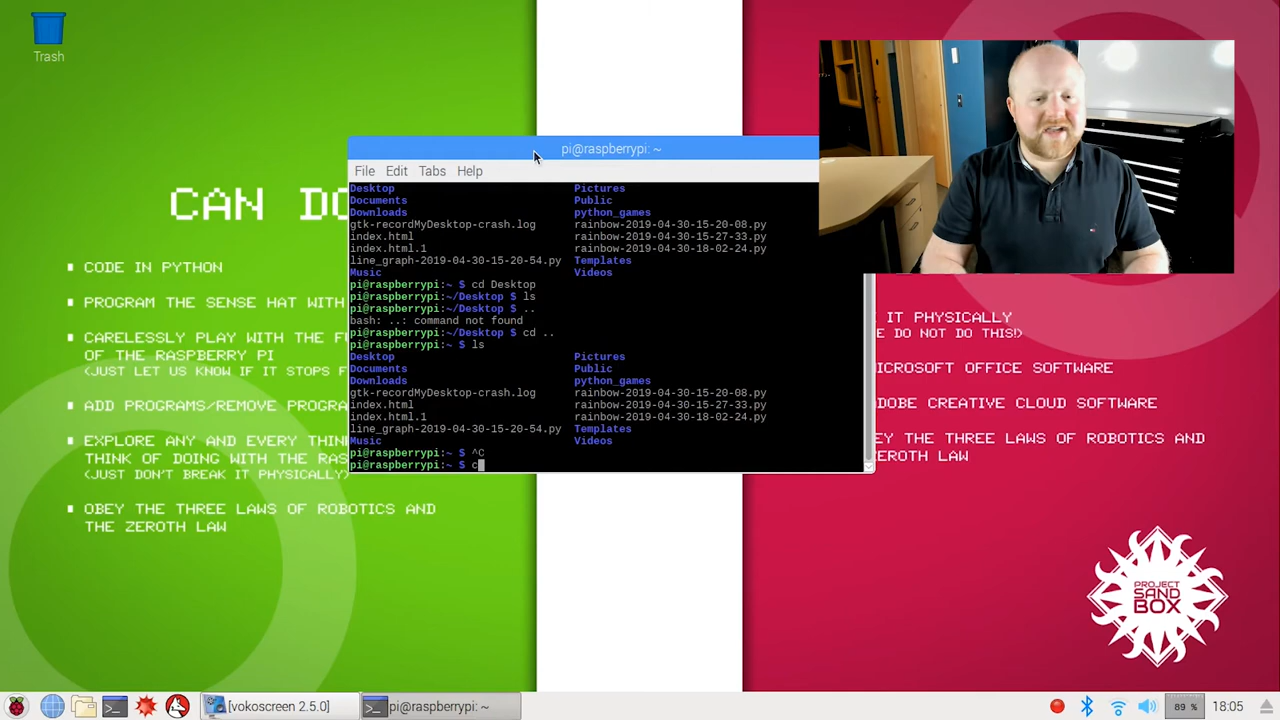 Trash
CAN DO
CODE IN PYTHON
PROGRAM THE SENSE HAT WITH
CARELESSLY PLAY WITH THE
OF THE RASPBERRY PI
(JUST LET US KNOW IF IT STOPS
ADD PROGRAMS/REMOVE
EXPLORE ANY AND EVERY
THINK OF DOING WITH THE
(JUST DON'T BREAK IT PHYSICALLY)
OBEY THE THREE LAWS OF ROBOTICS AND
THE ZEROTH LAW
pi@raspberrypi: ~
File Edit Tabs Help
Desktop Pictures
Documents Public
Downloads python_games
gtk-recordMyDesktop-crash.log rainbow-2019-04-30-15-20-08.py
index.html rainbow-2019-04-30-15-27-33.py
index.html.1 rainbow-2019-04-30-18-02-24.py
line_graph-2019-04-30-15-20-54.py Templates
Music Videos
pi@raspberrypi:~ $ cd Desktop
pi@raspberrypi:~/Desktop $ ls
pi@raspberrypi:~/Desktop $ ..
bash: ..: command not found
pi@raspberrypi:~/Desktop $ cd ..
pi@raspberrypi:~ $ ls
Desktop Pictures
Documents Public
Downloads python_games
gtk-recordMyDesktop-crash.log rainbow-2019-04-30-15-20-08.py
index.html rainbow-2019-04-30-15-27-33.py
index.html.1 rainbow-2019-04-30-18-02-24.py
line_graph-2019-04-30-15-20-54.py Templates
Music Videos
pi@raspberrypi:~ $ ^C
pi@raspberrypi:~ $ c
IT PHYSICALLY
DO NOT DO THIS!)
MICROSOFT OFFICE SOFTWARE
ADOBE CREATIVE CLOUD SOFTWARE
THE THREE LAWS OF ROBOTICS AND
ZEROTH LAW
PROJECT
SAND
BOX
[vokoscreen 2.5.0]
pi@raspberrypi: ~
89 %
18:05